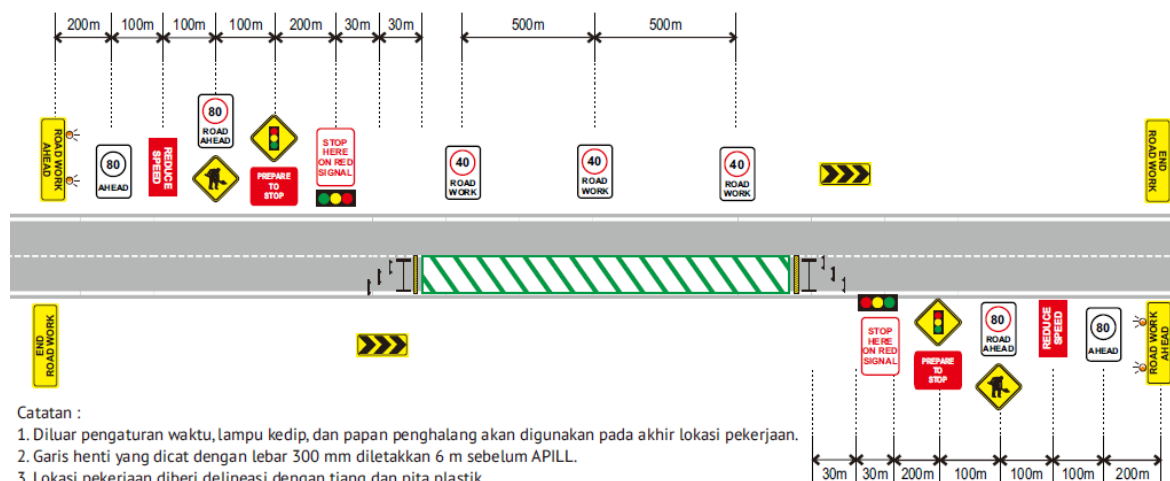 200m 100m 100m 100m 200m 30m 30m 500m 500m
ROAD WORK
AHEAD
80
AHEAD
REDUCE
SPEED
80
ROAD
AHEAD
PREPARE
TO
STOP
STOP
HERE
ON RED
SIGNAL
40
ROAD
WORK
40
ROAD
WORK
40
ROAD
WORK
END
ROAD WORK
END
ROAD WORK
STOP
HERE
ON RED
SIGNAL
PREPARE
TO
STOP
80
ROAD
AHEAD
REDUCE
SPEED
80
AHEAD
ROAD WORK
AHEAD
Catatan :
1. Diluar pengaturan waktu, lampu kedip, dan papan penghalang akan digunakan pada akhir lokasi pekerjaan.
2. Garis henti yang dicat dengan lebar 300 mm diletakkan 6 m sebelum APILL.
3. Lokasi pekerjaan diberi delineasi dengan tiang dan pita plastik
30m 30m 200m 100m 100m 100m 200m